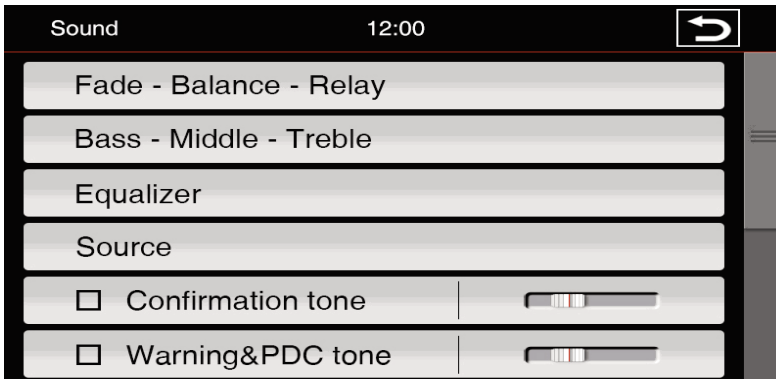 Sound 12:00
Fade - Balance - Relay
Bass - Middle - Treble
Equalizer
Source
Confirmation tone
Warning&PDC tone